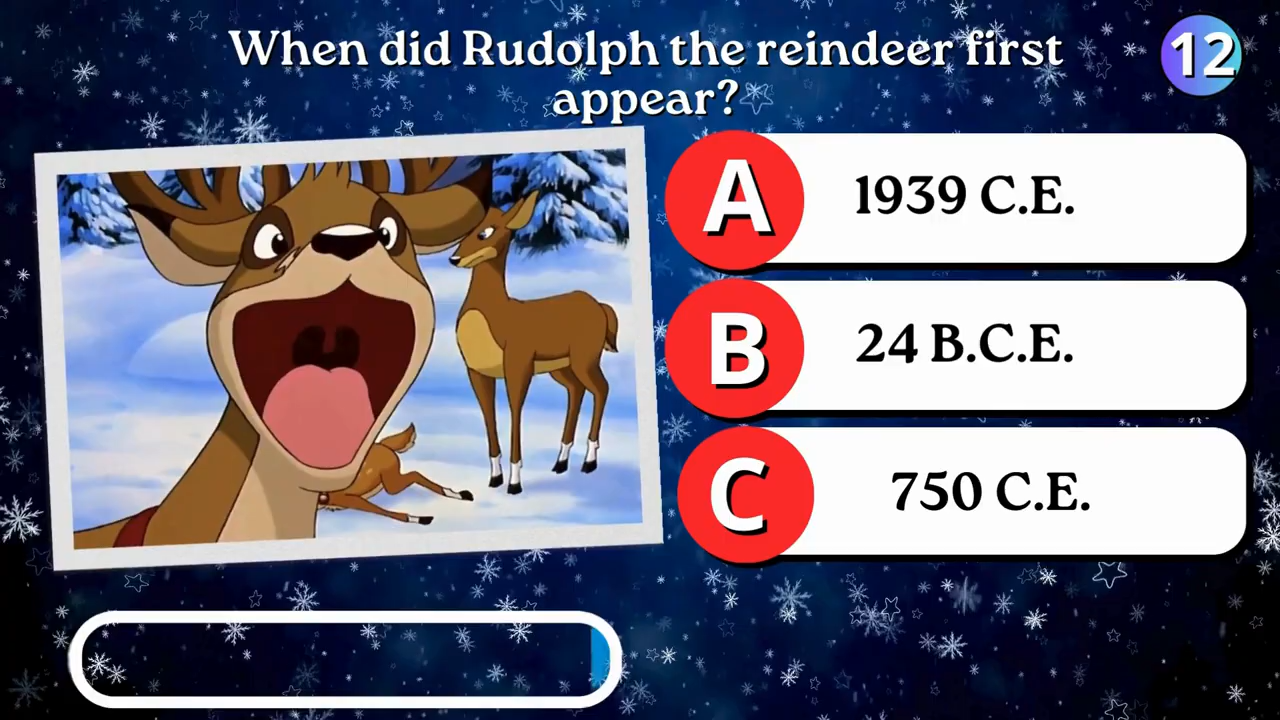 When did Rudolph the reindeer first
appear?
12
A
1939 C.E.
B
24 B.C.E.
C
750 C.E.